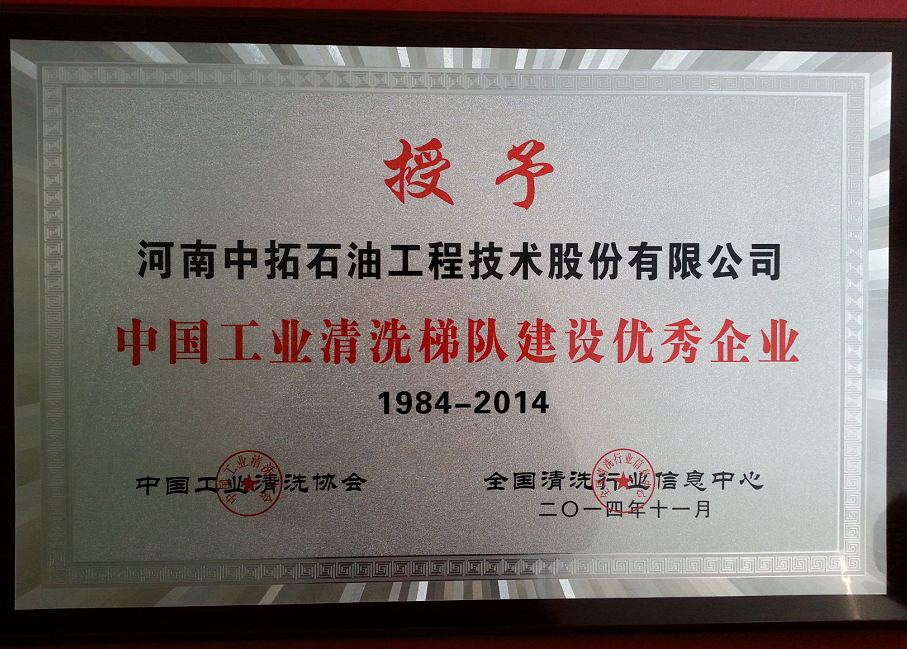 授予
河南中拓石油工程技术股份有限公司
中国工业清洗梯队建设优秀企业
1984-2014
中国工业清洗协会
全国清洗行业信息中心
二〇一四年十一月